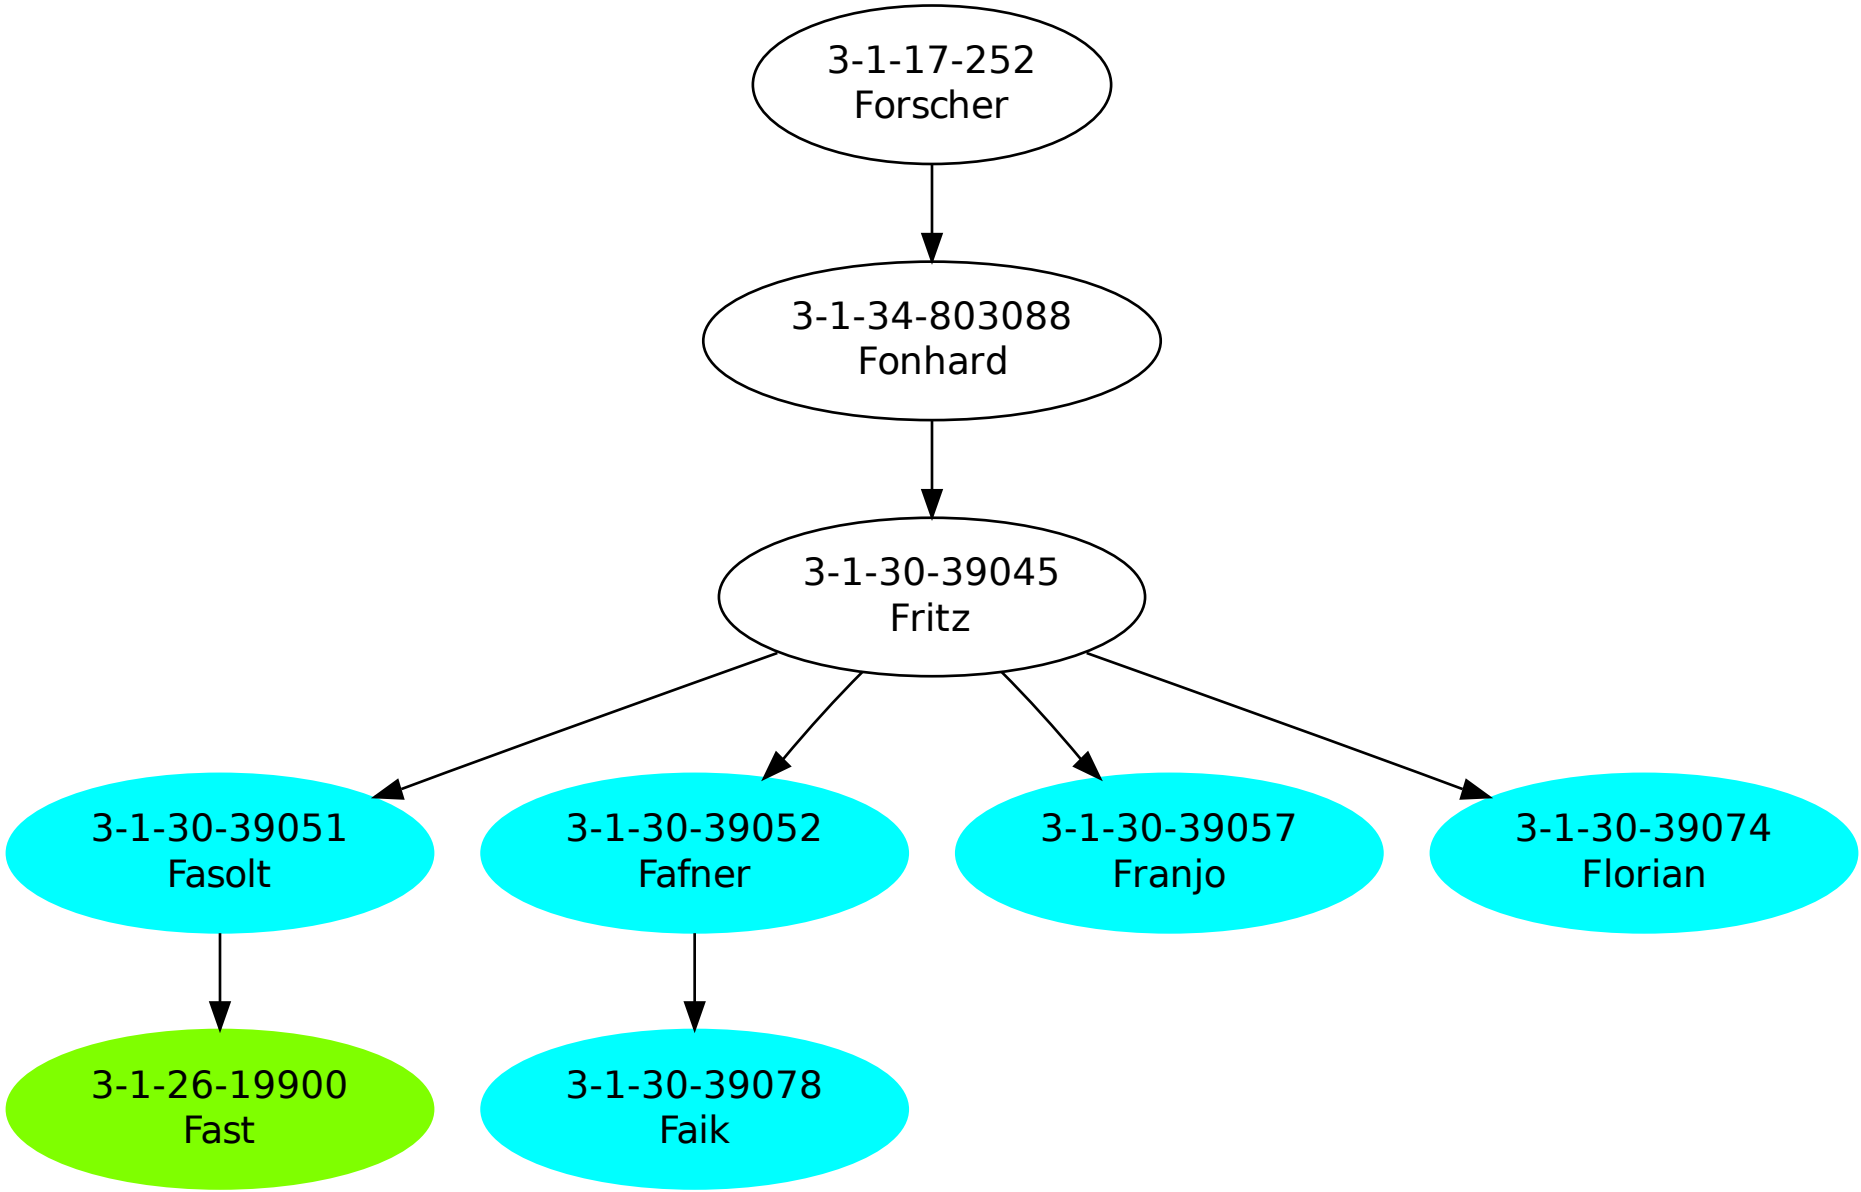 3-1-17-252
Forscher
3-1-34-803088
Fonhard
3-1-30-39045
Fritz
3-1-30-39051
Fasolt
3-1-30-39052
Fafner
3-1-30-39057
Franjo
3-1-30-39074
Florian
3-1-26-19900
Fast
3-1-30-39078
Faik